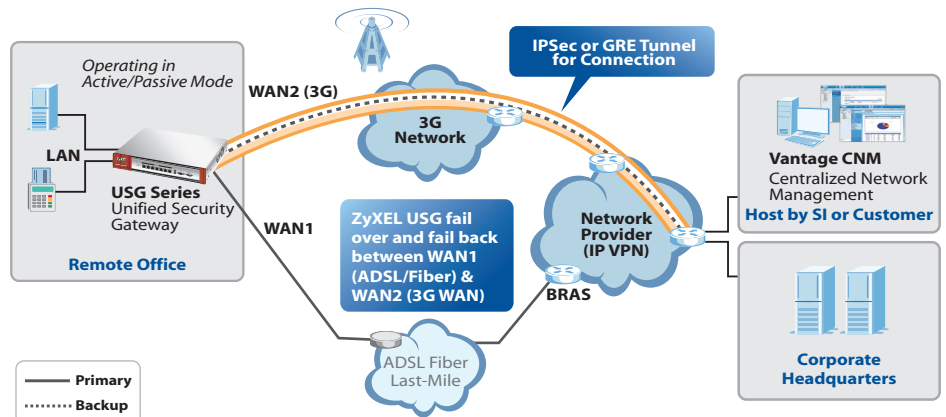 Operating in
Active/Passive Mode
LAN
USG Series
Unified Security
Gateway
Remote Office
WAN2 (3G)
WAN1
3G
Network
IPSec or GRE Tunnel
for Connection
ZyXEL USG fail
over and fail back
between WAN1
(ADSL/Fiber) &
WAN2 (3G WAN)
Network
Provider
(IP VPN)
BRAS
ADSL Fiber
Last-Mile
Vantage CNM
Centralized Network
Management
Host by SI or Customer
Corporate
Headquarters
Primary
Backup